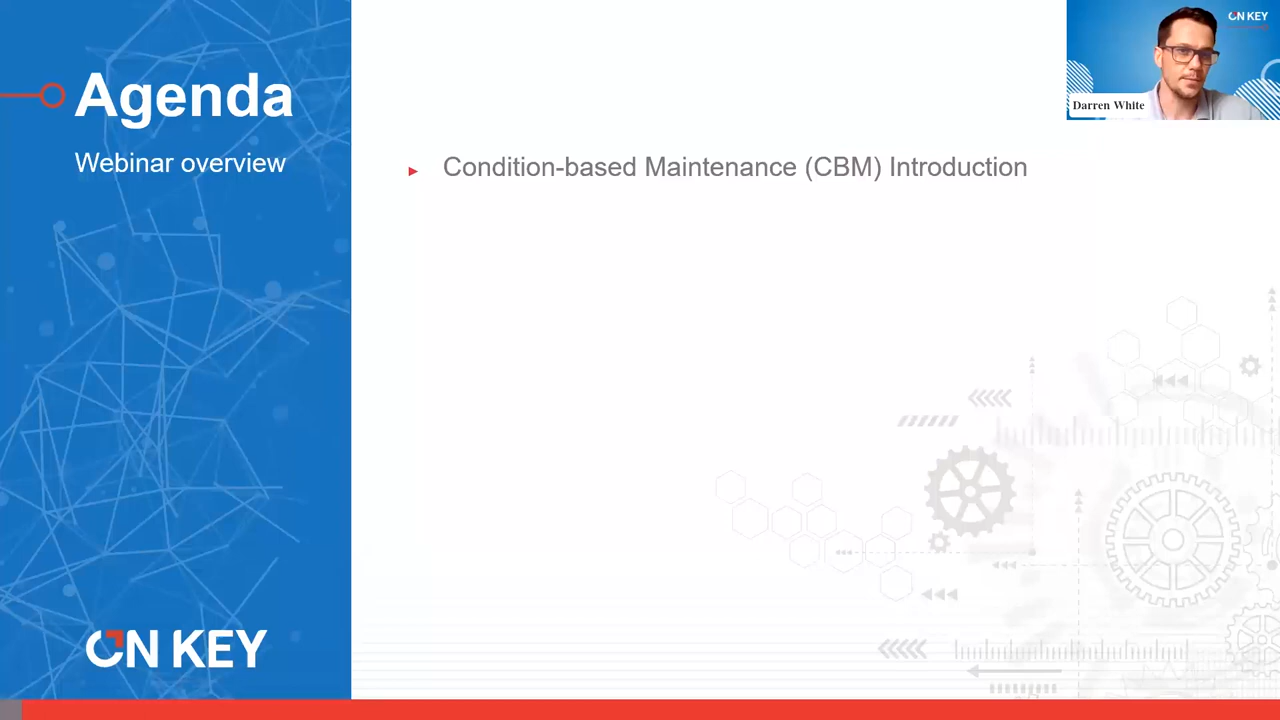 Agenda
Webinar overview
Condition-based Maintenance (CBM) Introduction
ON KEY
Darren White
ON KEY